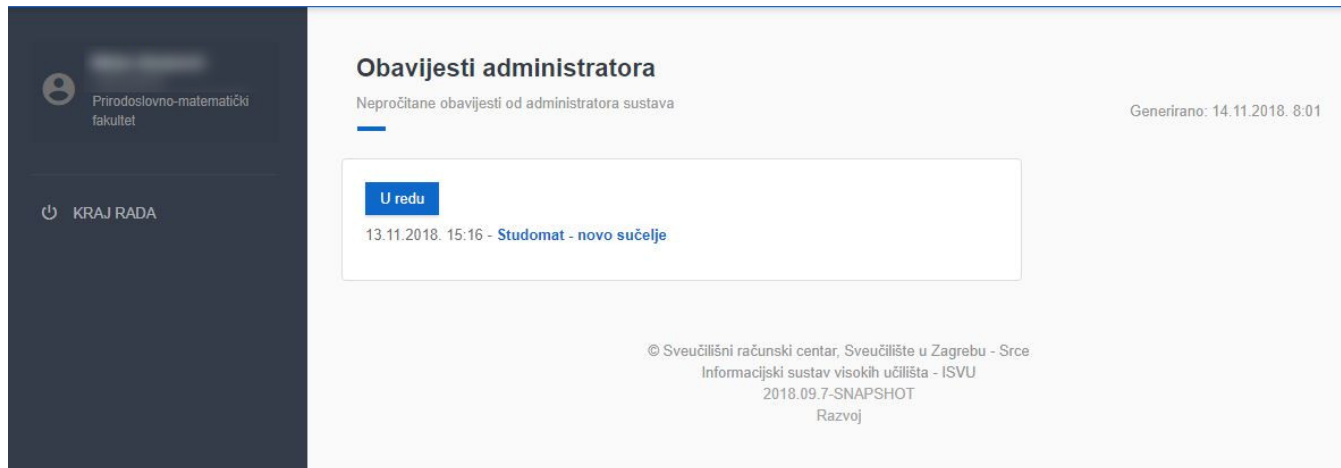 Prirodoslovno-matematički
fakultet
KRAJ RADA
Obavijesti administratora
Nepročitane obavijesti od administratora sustava
Generirano: 14.11.2018. 8:01
U redu
13.11.2018. 15:16 - Studomat - novo sučelje
© Sveučilišni računski centar, Sveučilište u Zagrebu - Srce
Informacijski sustav visokih učilišta - ISVU
2018.09.7-SNAPSHOT
Razvoj